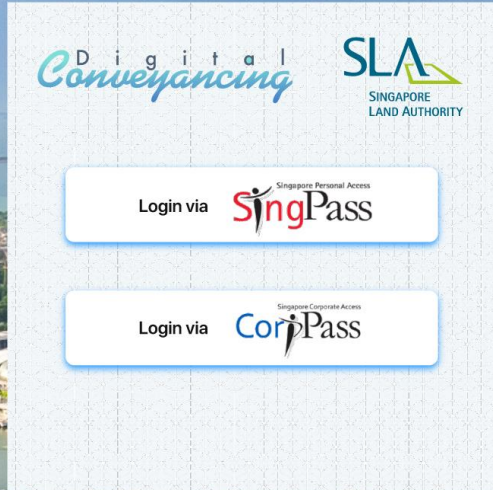 Digital
Conveyancing
SLA
SINGAPORE
LAND AUTHORITY
Singapore Personal Access
Login via SingPass
Singapore Corporate Access
Login via CorpPass